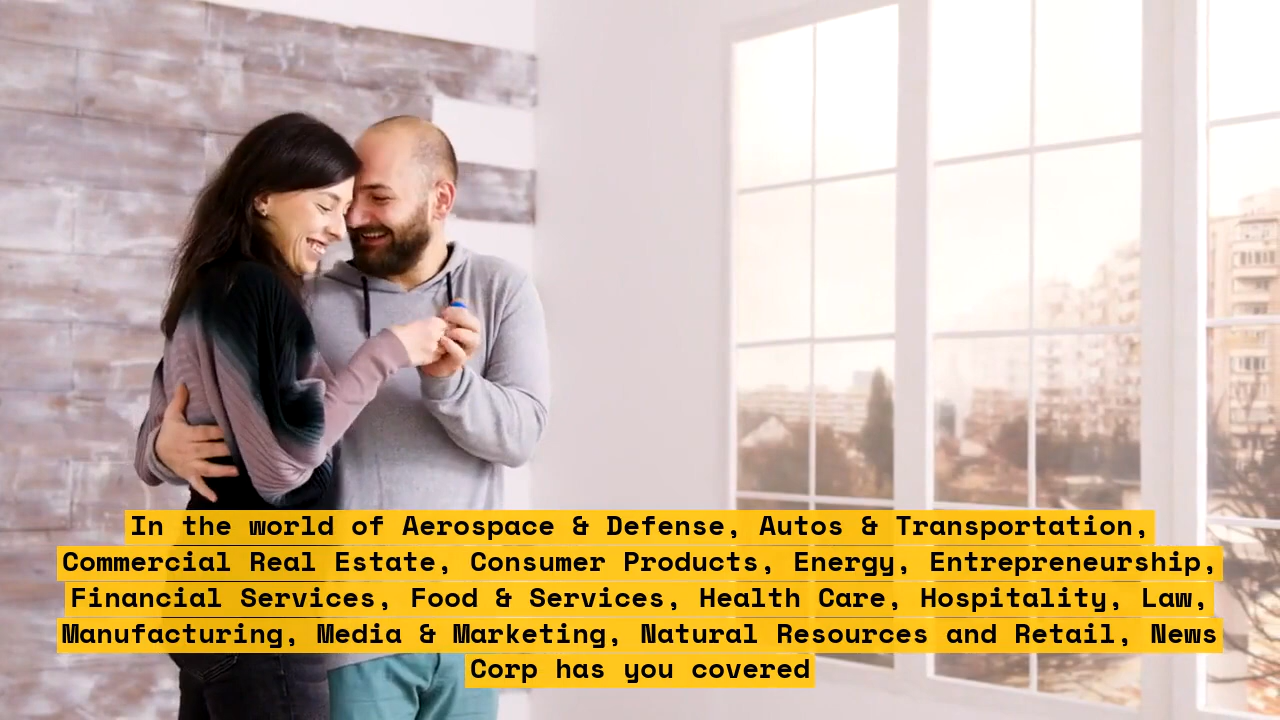 In the world of Aerospace & Defense, Autos & Transportation,
Commercial Real Estate, Consumer Products, Energy, Entrepreneurship,
Financial Services, Food & Services, Health Care, Hospitality, Law,
Manufacturing, Media & Marketing, Natural Resources and Retail, News
Corp has you covered